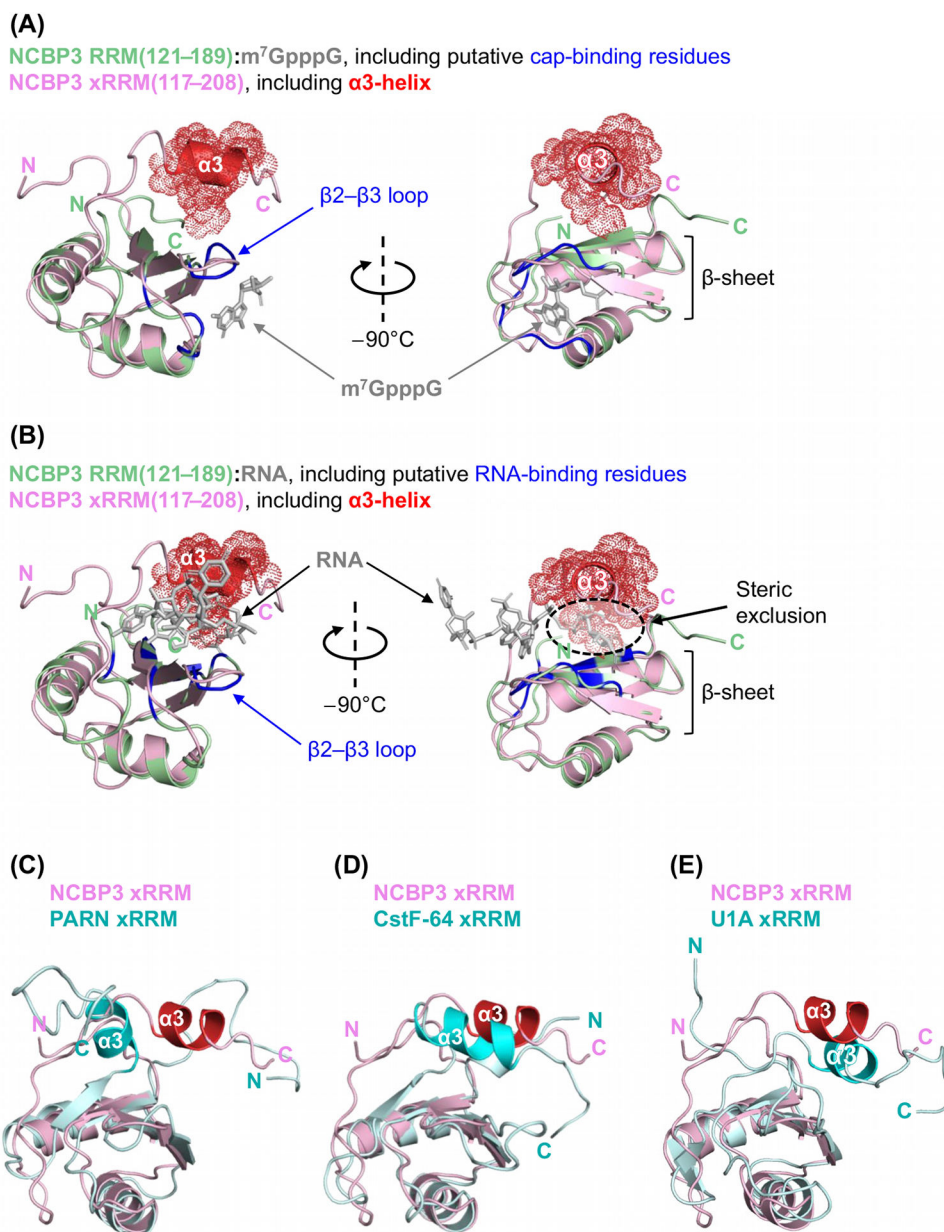 (A)
NCBP3 RRM(121–189):m⁷GpppG, including putative cap-binding residues
NCBP3 xRRM(117–208), including α3-helix
N
α3
N
C
C
β2–β3 loop
–90°C
α3
C
N
C
β-sheet
m⁷GpppG
(B)
NCBP3 RRM(121–189):RNA, including putative RNA-binding residues
NCBP3 xRRM(117–208), including α3-helix
N
α3
N
C
C
RNA
–90°C
β2–β3 loop
α3
C
N
C
Steric
exclusion
β-sheet
(C)
NCBP3 xRRM
PARN xRRM
N
C
α3
α3
C
N
(D)
NCBP3 xRRM
CstF-64 xRRM
N
α3
α3
N
C
C
(E)
NCBP3 xRRM
U1A xRRM
N
N
α3
α3
C
C